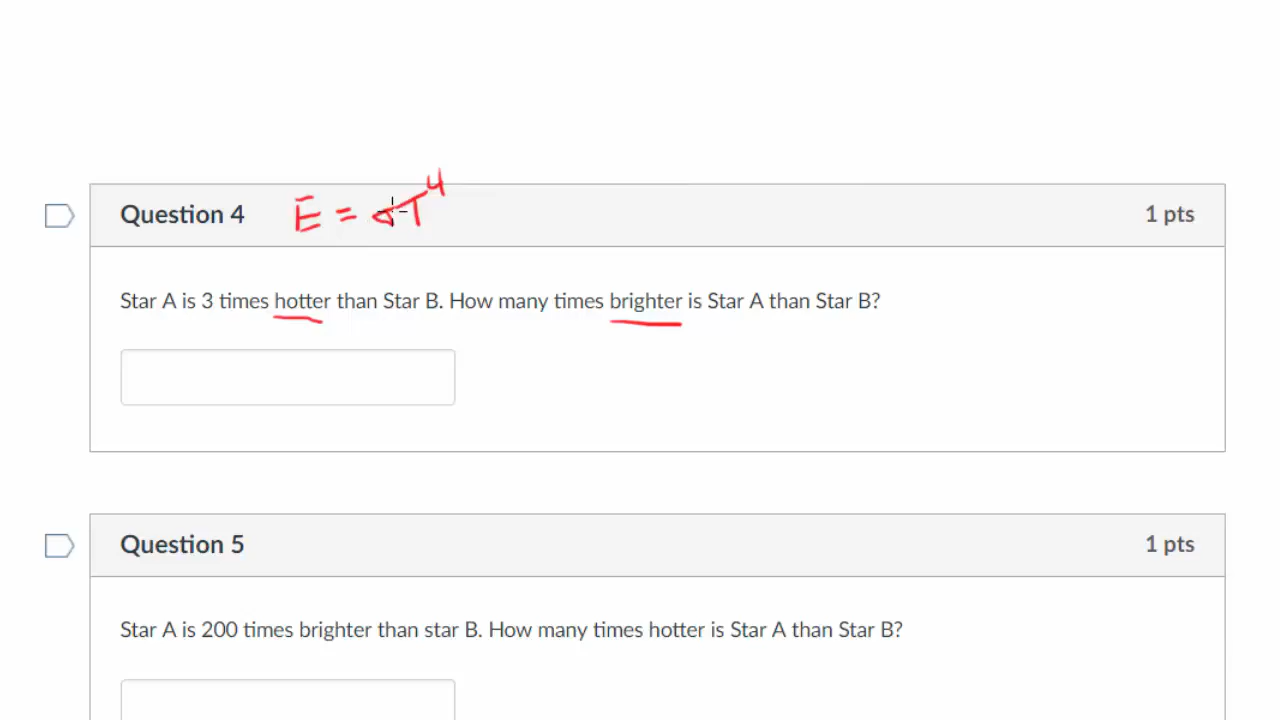 Question 4 E = σT⁴ 1 pts
Star A is 3 times hotter than Star B. How many times brighter is Star A than Star B?
Question 5 1 pts
Star A is 200 times brighter than star B. How many times hotter is Star A than Star B?